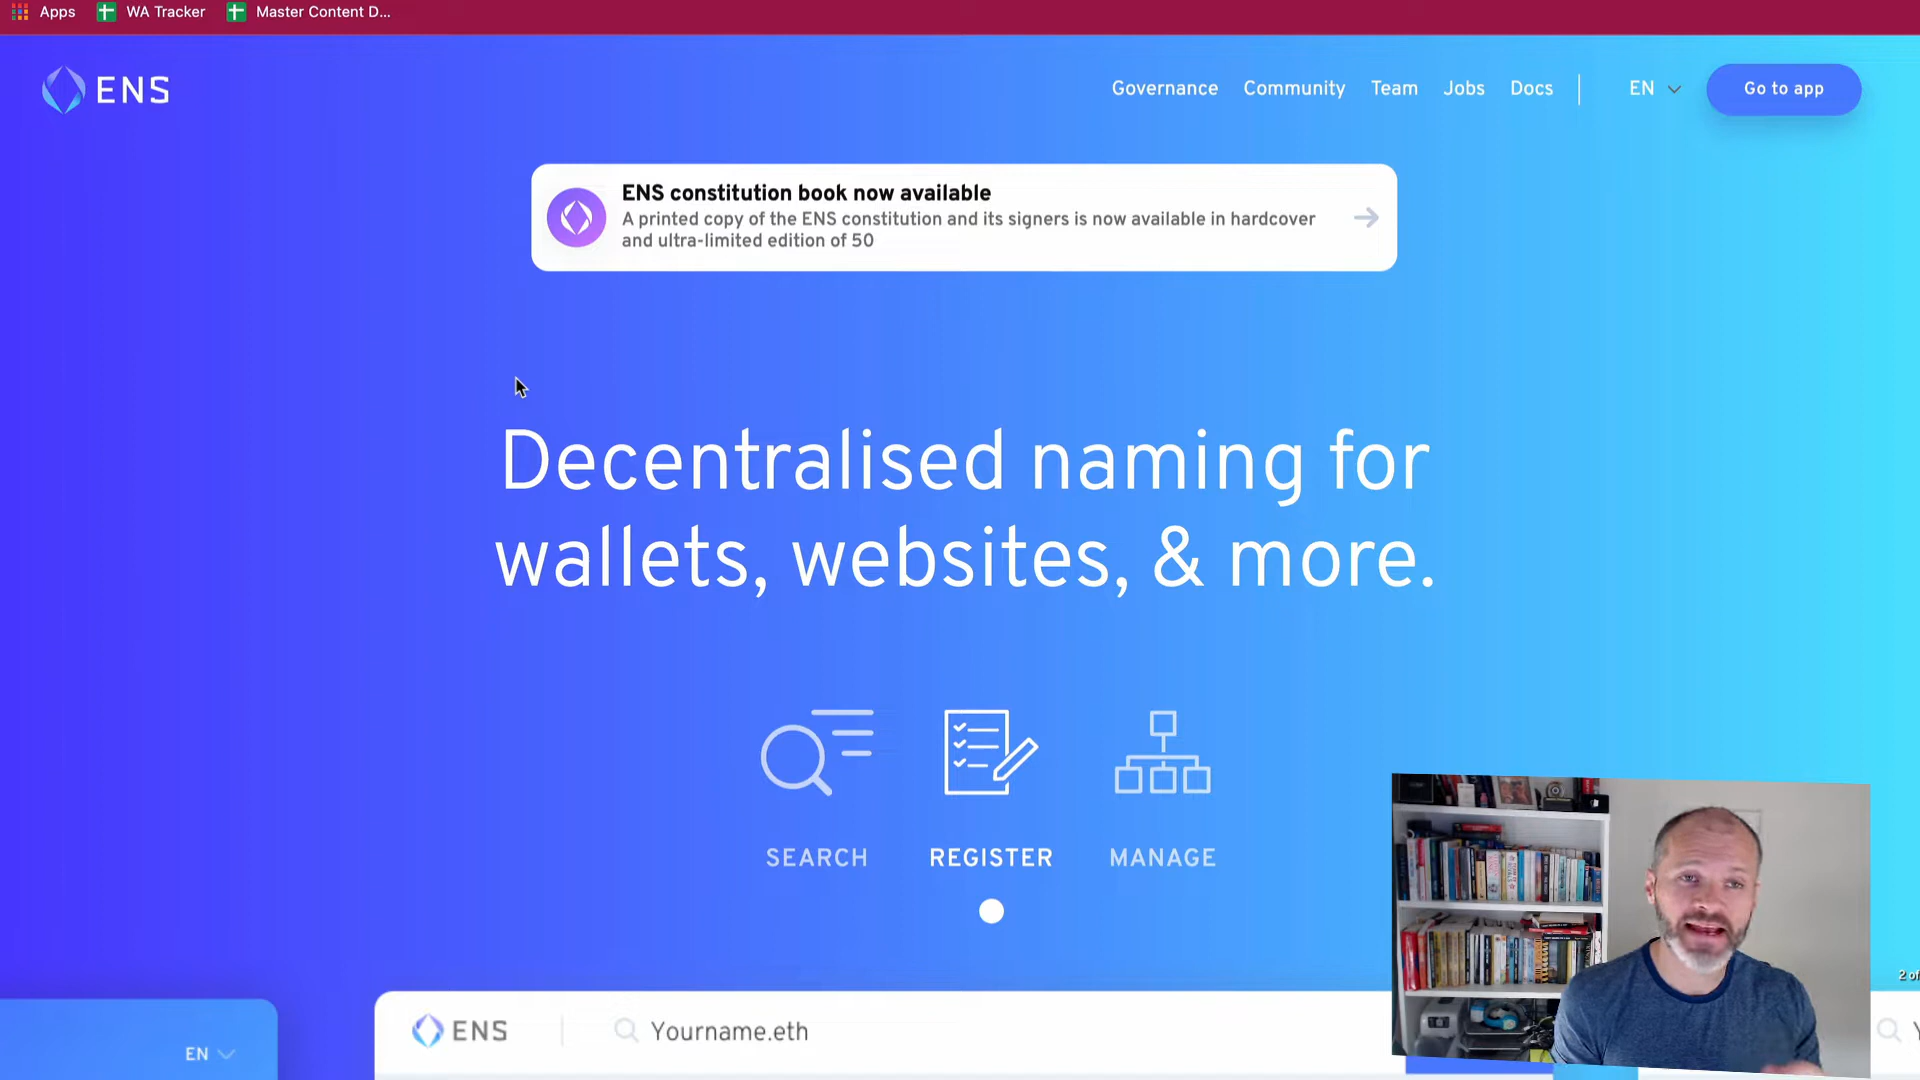 Apps WA Tracker Master Content D...
ENS Governance Community Team Jobs Docs EN Go to app
ENS constitution book now available
A printed copy of the ENS constitution and its signers is now available in hardcover
and ultra-limited edition of 50
Decentralised naming for
wallets, websites, & more.
SEARCH REGISTER MANAGE
2 of
EN
ENS Yourname.eth